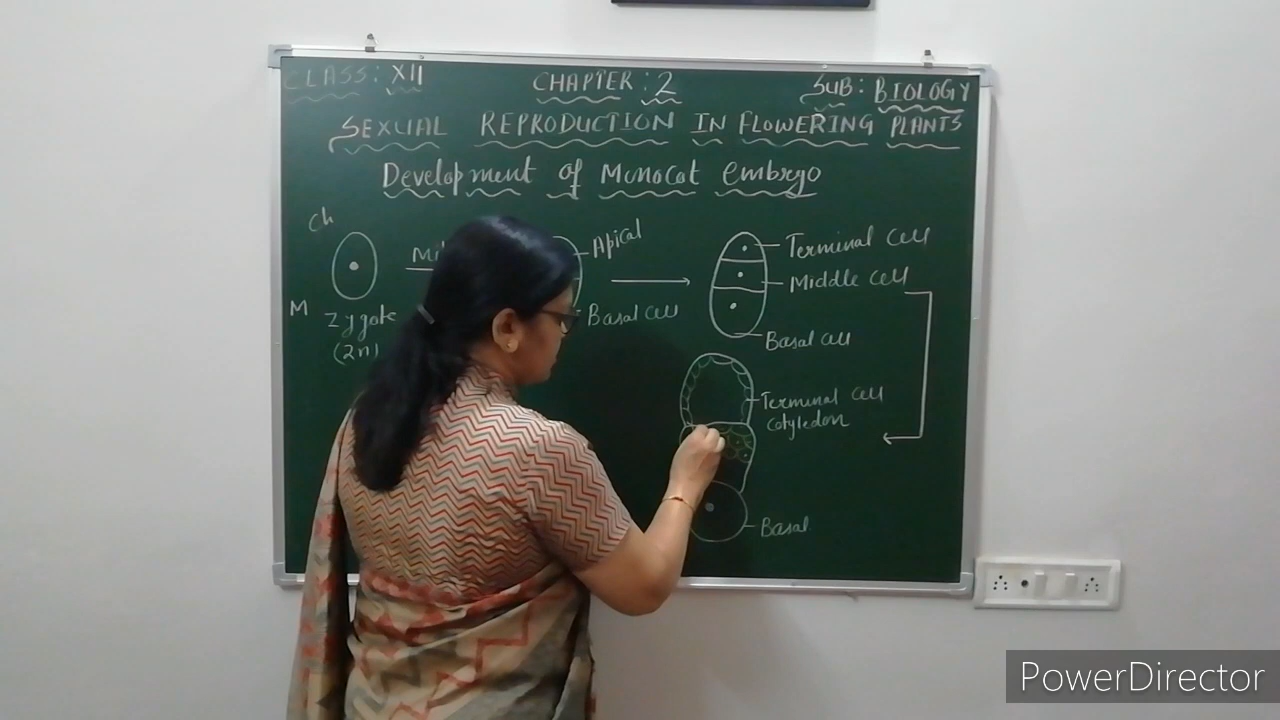 CLASS: XII CHAPTER: 2 SUB: BIOLOGY
SEXUAL REPRODUCTION IN FLOWERING PLANTS
Development of Monocot embryo
Ch
M
Zygote
(2n)
Apical
Basal cell
Terminal cell
Middle cell
Basal cell
Terminal cell
cotyledon
Basal
PowerDirector